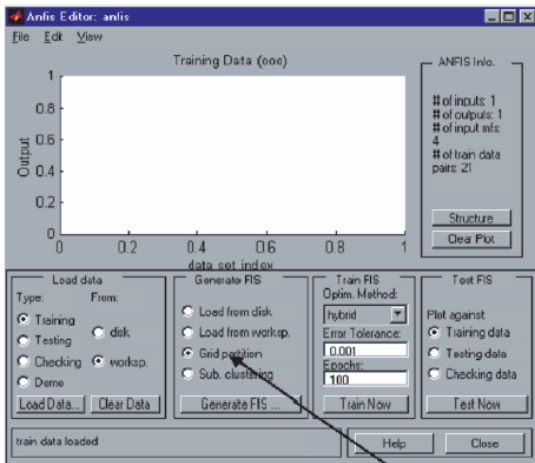 Anfis Editor: anfis
File Edit View
Training Data (ooo)
1
0.8
0.6
0.4
0.2
0
Output
0 0.2 0.4 0.6 0.8 1
data set index
ANFIS Info.
# of inputs: 1
# of outputs: 1
# of input mfs:
4
# of train data
pairs: 21
Structure
Clear Plot
Load data
Type: From:
Training
Testing
Checking
Demo
disk
worksp.
Load Data... Clear Data
Generate FIS
Load from disk
Load from worksp.
Grid partition
Sub. clustering
Generate FIS ...
Train FIS
Optim. Method:
hybrid
Error Tolerance:
0.001
Epochs:
100
Train Now
Test FIS
Plot against
Training data
Testing data
Checking data
Test Now
train data loaded
Help Close